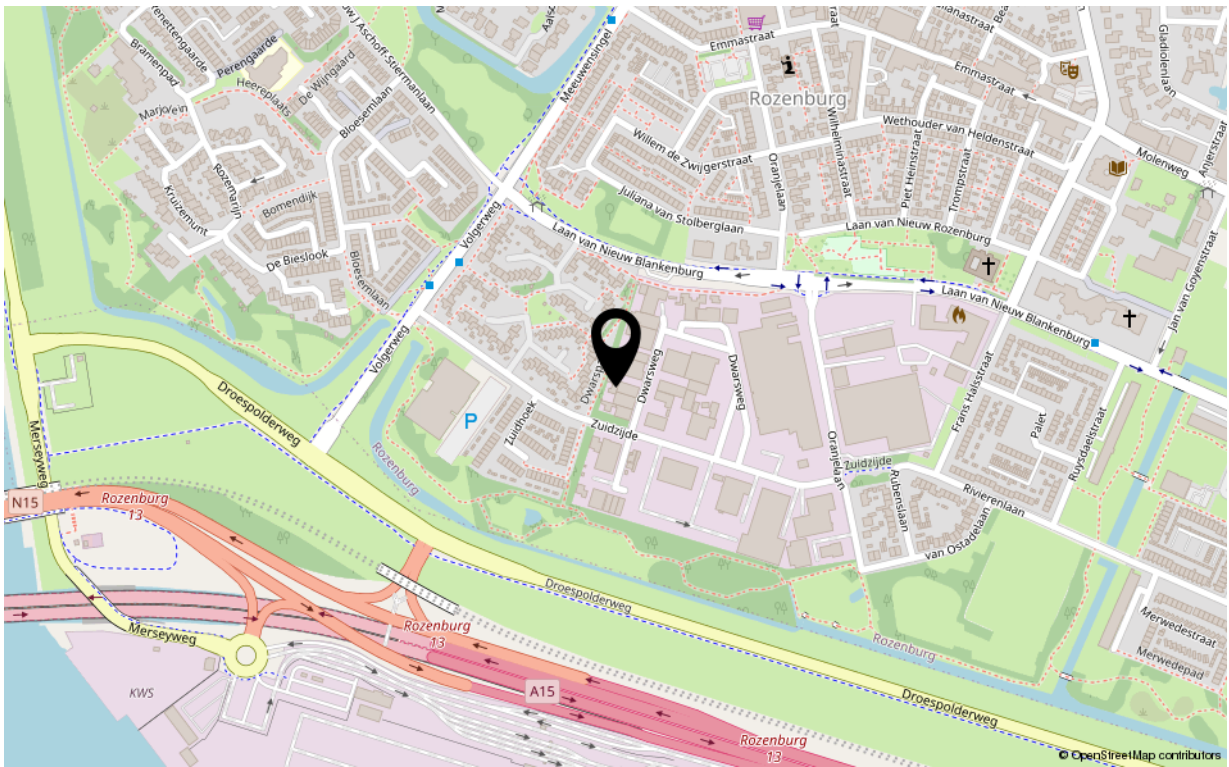 Vrenettengaarde
Bramenpad
Perengaarde
Heereplaats
De Wijngaard
Marjolein
Bloesemlaan
Kruizemunt
Rozemarijn
Bomendijk
De Bieslook
Bloesemlaan
Meeuwensingel
Emmastraat
Rozenburg
Emmastraat
Gladiolenlaan
Anjerstraat
Molenweg
Willem de Zwijgerstraat
Wethouder van Heldenstraat
Oranjelaan
Wilhelminastraat
Piet Heinstraat
Trompstraat
Juliana van Stolberglaan
Laan van Nieuw Rozenburg
Jan van Goyenstraat
Volgerweg
Laan van Nieuw Blankenburg
Laan van Nieuw Blankenburg
Volgerweg
Droespolderweg
Merseyweg
P
Zuidhoek
Zuidzijde
Dwarsweg
Dwarsweg
Oranjelaan
Zuidzijde
Frans Halsstraat
Palet
Ruysdaelstraat
Rubenslaan
Rivierenlaan
van Ostadelaan
Rozenburg
N15
Rozenburg
13
Droespolderweg
Rozenburg
Merwedestraat
Merwedepad
Merseyweg
Rozenburg
13
KWS
A15
Droespolderweg
Rozenburg
13
© OpenStreetMap contributors